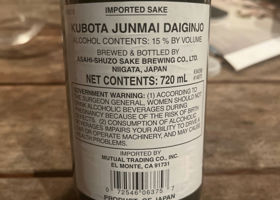 IMPORTED SAKE
KUBOTA JUNMAI DAIGINJO
ALCOHOL CONTENTS: 15 % BY VOLUME
BREWED & BOTTLED BY
ASAHI-SHUZO SAKE BREWING CO., LTD.
NIIGATA, JAPAN
NET CONTENTS: 720 mL
GOVERNMENT WARNING: (1) ACCORDING TO
THE SURGEON GENERAL, WOMEN SHOULD NOT
DRINK ALCOHOLIC BEVERAGES DURING
PREGNANCY BECAUSE OF THE RISK OF BIRTH
DEFECTS. (2) CONSUMPTION OF ALCOHOLIC
BEVERAGES IMPAIRS YOUR ABILITY TO DRIVE A
CAR OR OPERATE MACHINERY, AND MAY CAUSE
HEALTH PROBLEMS.
IMPORTED BY
MUTUAL TRADING CO., INC.
EL MONTE, CA 91731
0 72546 06375 7
PRODUCT OF JAPAN